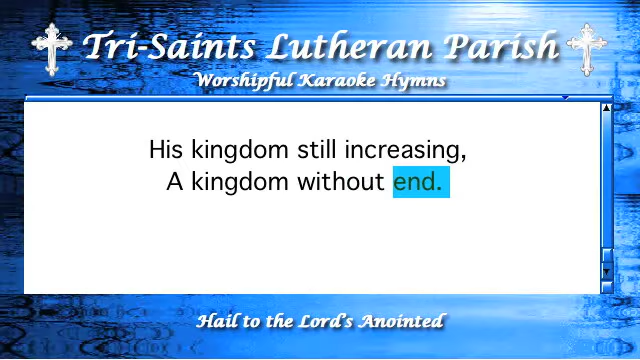 Tri-Saints Lutheran Parish
Worshipful Karaoke Hymns
His kingdom still increasing,
A kingdom without end.
Hail to the Lord's Anointed